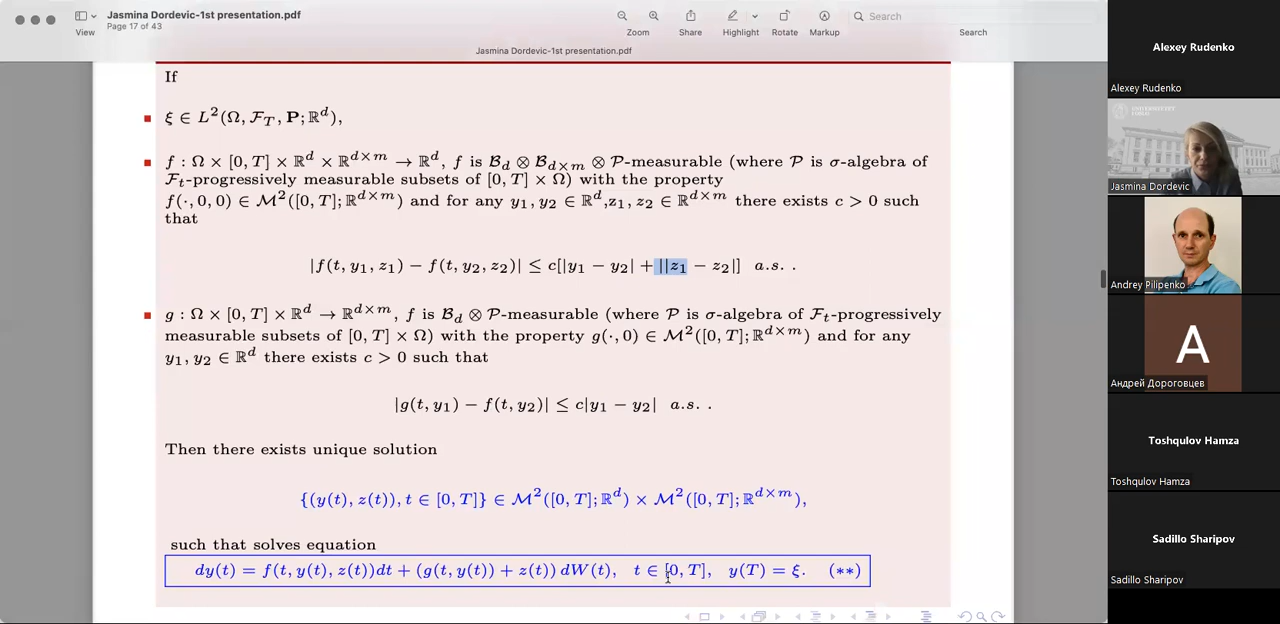 Jasmina Dordevic-1st presentation.pdf
Page 17 of 43
View
Zoom
Share
Highlight
Rotate
Markup
Search
Search
Jasmina Dordevic-1st presentation.pdf
If
ξ ∈ L²(Ω, ℱ_T, P; ℝ^d),
f : Ω × [0, T] × ℝ^d × ℝ^{d×m} → ℝ^d, f is ℬ_d ⊗ ℬ_{d×m} ⊗ 𝒫-measurable (where 𝒫 is σ-algebra of
ℱ_t-progressively measurable subsets of [0, T] × Ω) with the property
f(·, 0, 0) ∈ ℳ²([0, T]; ℝ^{d×m}) and for any y₁, y₂ ∈ ℝ^d,z₁, z₂ ∈ ℝ^{d×m} there exists c > 0 such
that
|f(t, y₁, z₁) − f(t, y₂, z₂)| ≤ c[|y₁ − y₂| + ||z₁ − z₂|] a.s. .
g : Ω × [0, T] × ℝ^d → ℝ^{d×m}, f is ℬ_d ⊗ 𝒫-measurable (where 𝒫 is σ-algebra of ℱ_t-progressively
measurable subsets of [0, T] × Ω) with the property g(·, 0) ∈ ℳ²([0, T]; ℝ^{d×m}) and for any
y₁, y₂ ∈ ℝ^d there exists c > 0 such that
|g(t, y₁) − f(t, y₂)| ≤ c|y₁ − y₂| a.s. .
Then there exists unique solution
{(y(t), z(t)), t ∈ [0, T]} ∈ ℳ²([0, T]; ℝ^d) × ℳ²([0, T]; ℝ^{d×m}),
such that solves equation
dy(t) = f(t, y(t), z(t))dt + (g(t, y(t)) + z(t)) dW(t), t ∈ [0, T], y(T) = ξ. (∗∗)
Alexey Rudenko
Alexey Rudenko
Jasmina Dordevic
Andrey Pilipenko
А
Андрей Дороговцев
Toshqulov Hamza
Toshqulov Hamza
Sadillo Sharipov
Sadillo Sharipov